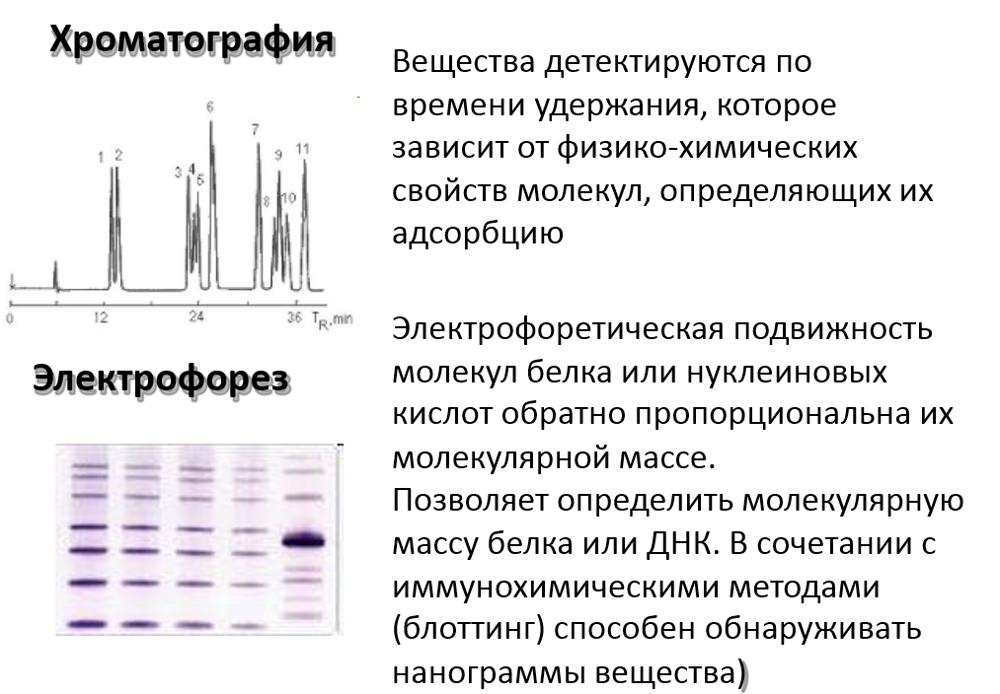 Хроматография
1 2 3 4 5 6 7 8 9 10 11
0 12 24 36 TR,min
Вещества детектируются по
времени удержания, которое
зависит от физико-химических
свойств молекул, определяющих их
адсорбцию
Электрофорез
Электрофоретическая подвижность
молекул белка или нуклеиновых
кислот обратно пропорциональна их
молекулярной массе.
Позволяет определить молекулярную
массу белка или ДНК. В сочетании с
иммунохимическими методами
(блоттинг) способен обнаруживать
нанограммы вещества)